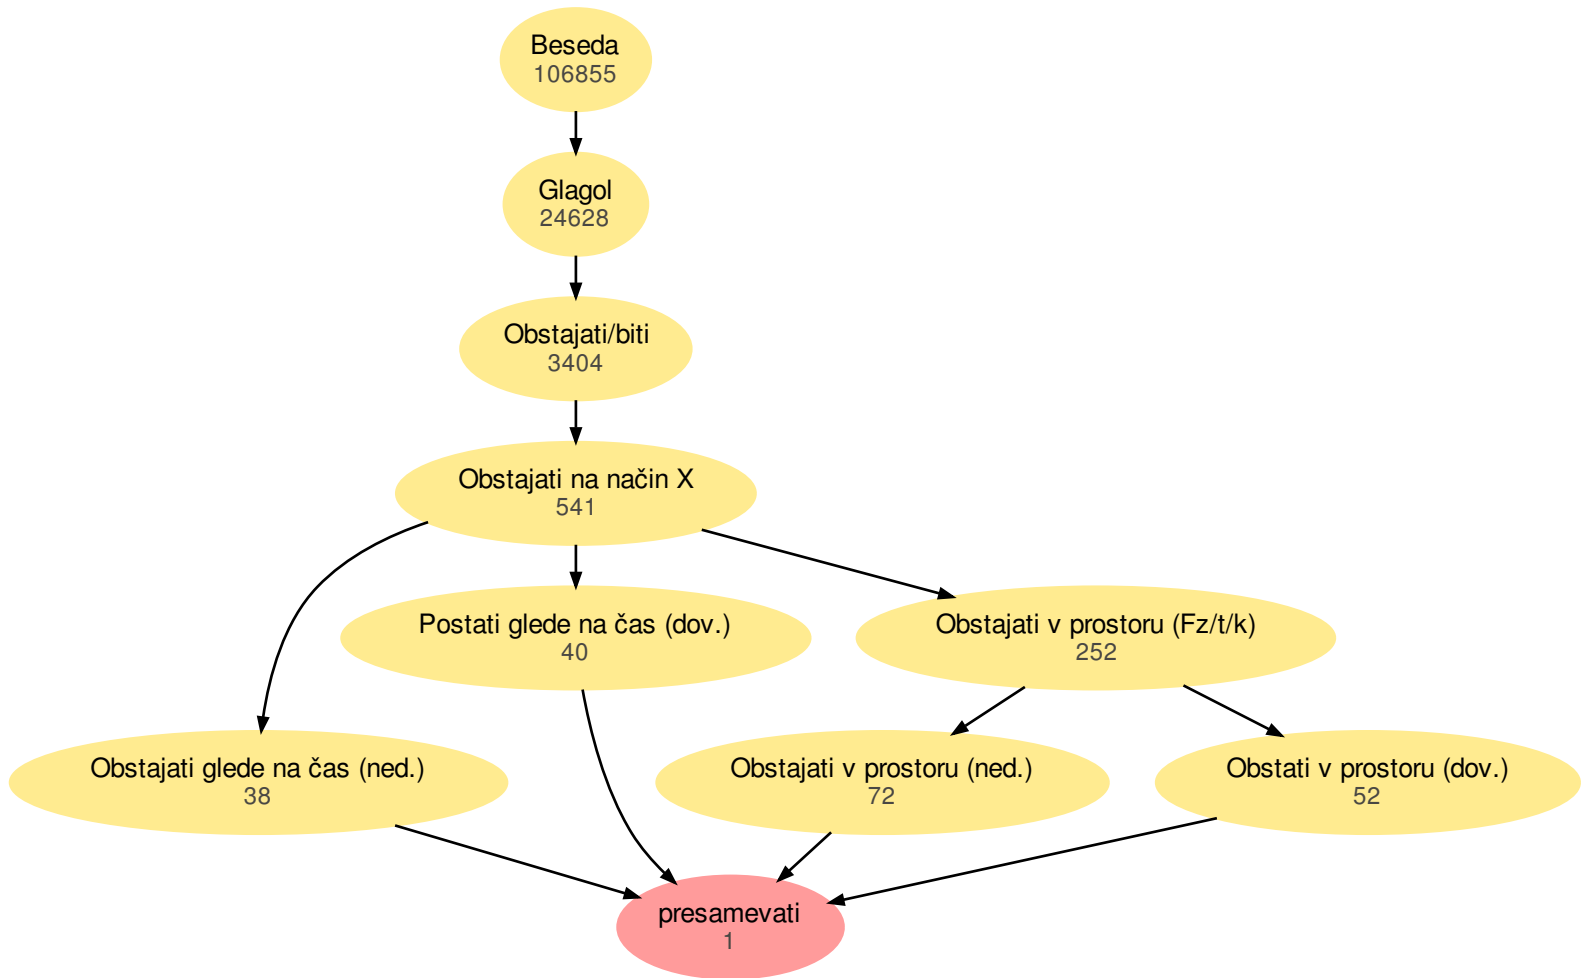 Beseda
106855
Glagol
24628
Obstajati/biti
3404
Obstajati na način X
541
Postati glede na čas (dov.)
40
Obstajati v prostoru (Fz/t/k)
252
Obstajati glede na čas (ned.)
38
Obstajati v prostoru (ned.)
72
Obstati v prostoru (dov.)
52
presamevati
1